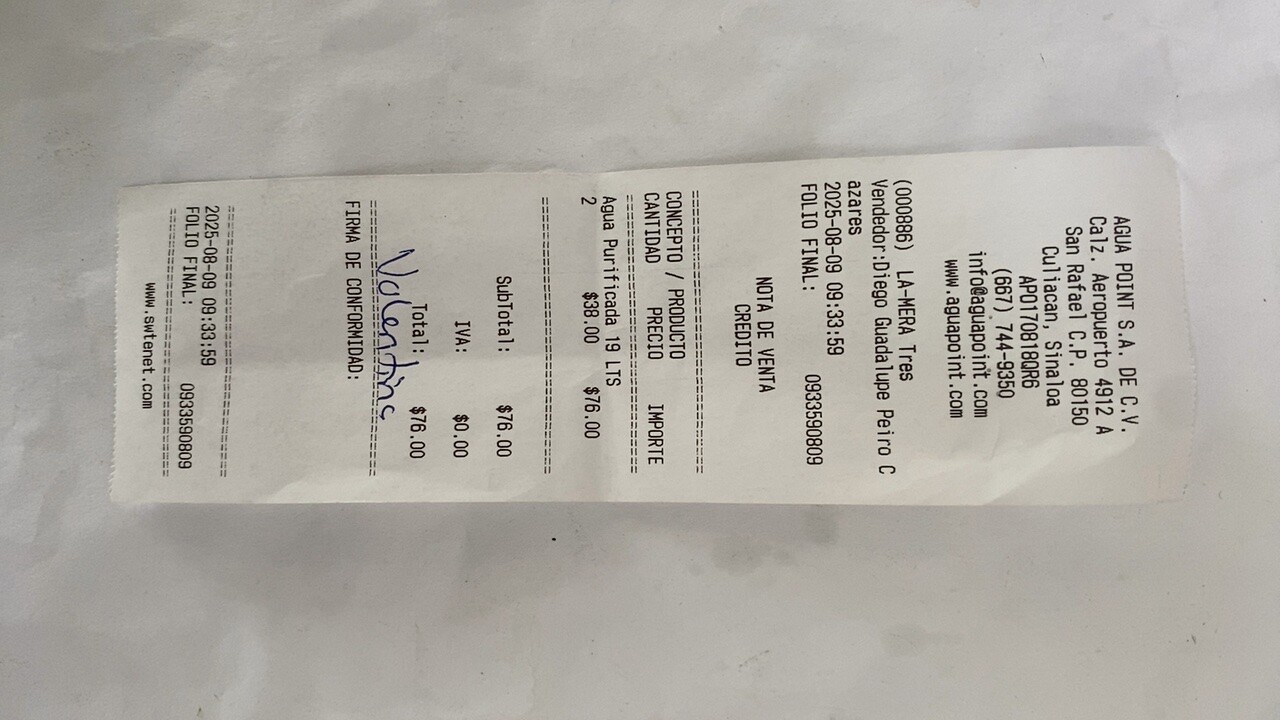 AGUA POINT S.A. DE C.V.
Calz. Aeropuerto 4912 A
San Rafael C.P. 80150
Culiacan, Sinaloa
APO1708180R6
(667) 744-9350
info@aguapoint.com
www.aguapoint.com
(000886) LA-MERA Tres
Vendedor:Diego Guadalupe Peiro C
azares
2025-08-09 09:33:59
FOLIO FINAL: 0933590809
NOTA DE VENTA
CREDITO
================================
CONCEPTO / PRODUCTO
CANTIDAD PRECIO IMPORTE
================================
Agua Purificada 19 LTS
2 $38.00 $76.00
================================
SubTotal: $76.00
IVA: $0.00
Total: $76.00
Valentina
================================
FIRMA DE CONFORMIDAD:
================================
2025-08-09 09:33:59
FOLIO FINAL: 0933590809
================================
www.swtenet.com